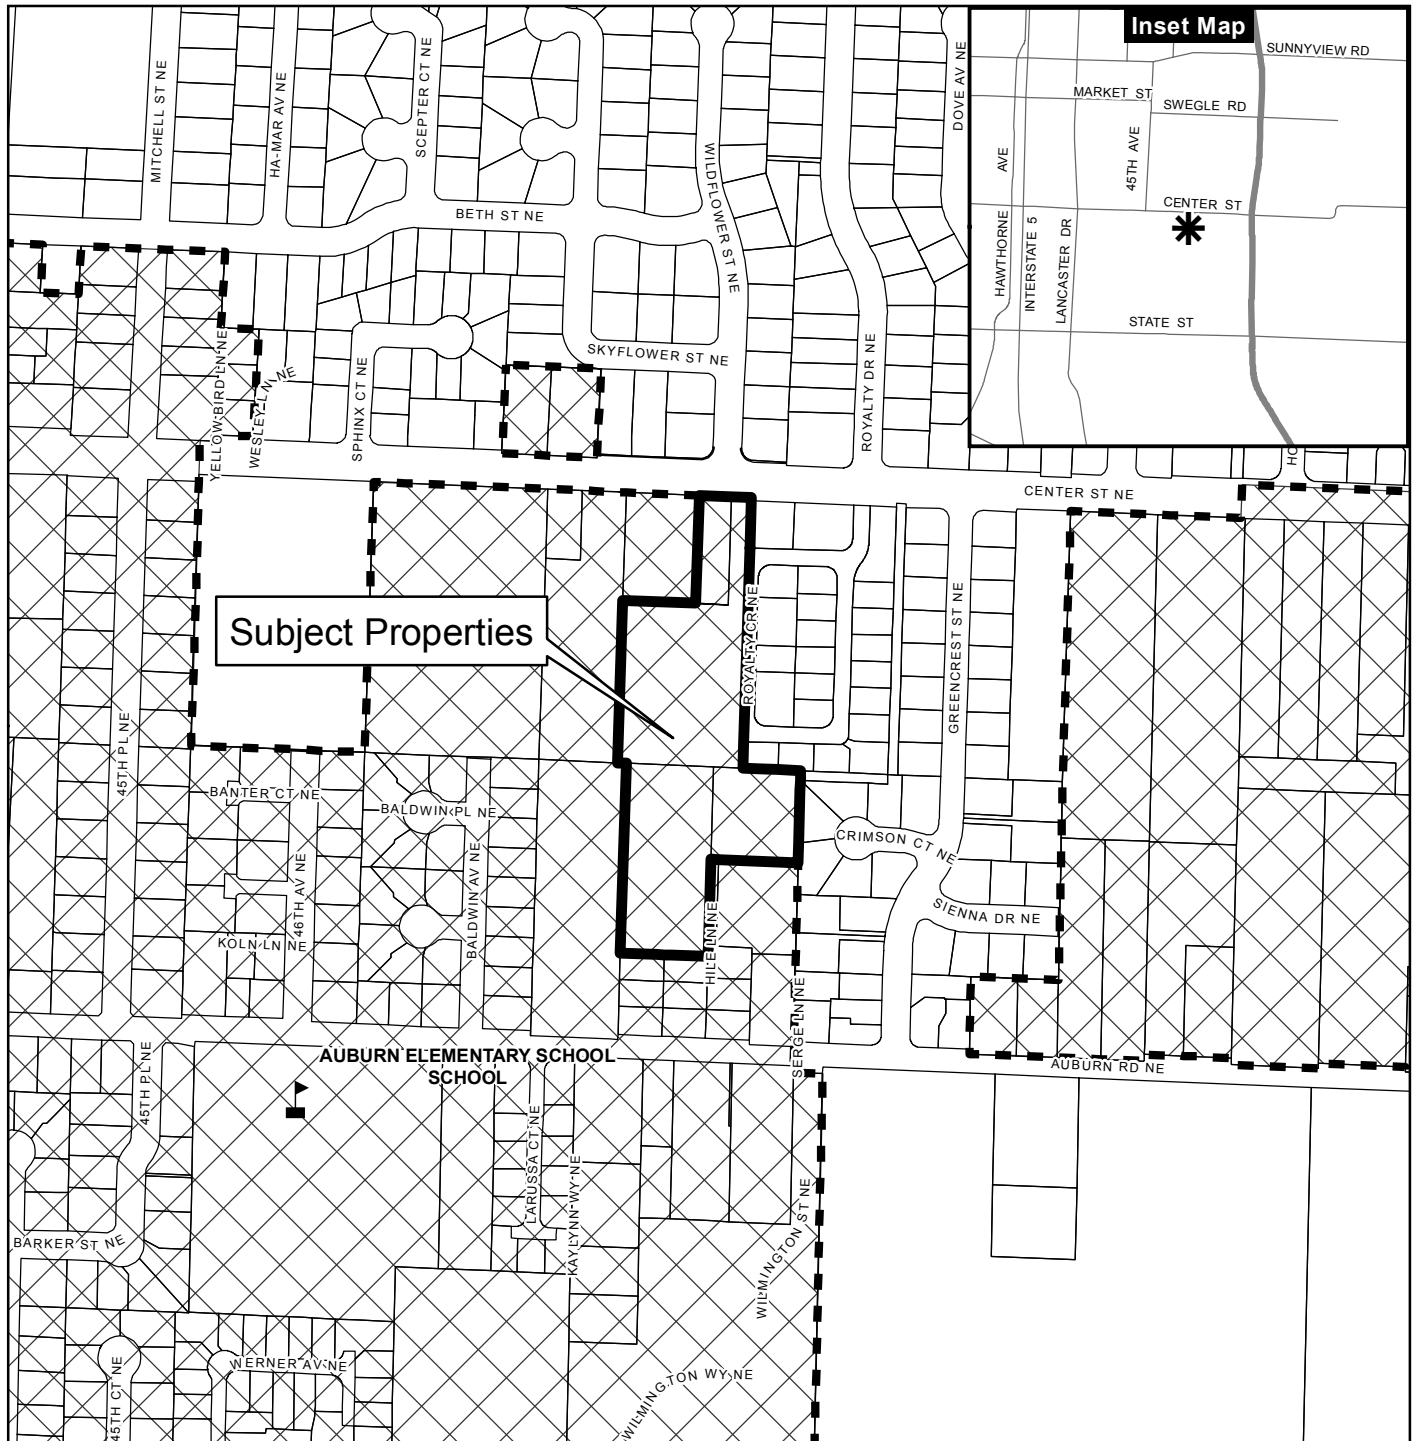 Inset Map
SUNNYVIEW RD
MARKET ST
SWEGLE RD
HAWTHORNE AVE
45TH AVE
CENTER ST
INTERSTATE 5
LANCASTER DR
STATE ST
MITCHELL ST NE
HA-MAR AV NE
SCEPTER CT NE
DOVE AV NE
BETH ST NE
WILDFLOWER ST NE
SKYFLOWER ST NE
ROYALTY DR NE
YELLOW BIRD LN NE
WESLEY LN NE
SPHINX CT NE
HO
CENTER ST NE
Subject Properties
ROYALTY CR NE
GREENCREST ST NE
45TH PL NE
BANTER CT NE
BALDWIN PL NE
CRIMSON CT NE
46TH AV NE
BALDWIN AV NE
SIENNA DR NE
KOLN LN NE
HILE LN NE
SERGE LN NE
AUBURN ELEMENTARY SCHOOL
SCHOOL
AUBURN RD NE
45TH PL NE
LARUSSA CT NE
KAYLYNN WY NE
WILMINGTON ST NE
BARKER ST NE
WERNER AV NE
45TH CT NE
WILMINGTON WY NE